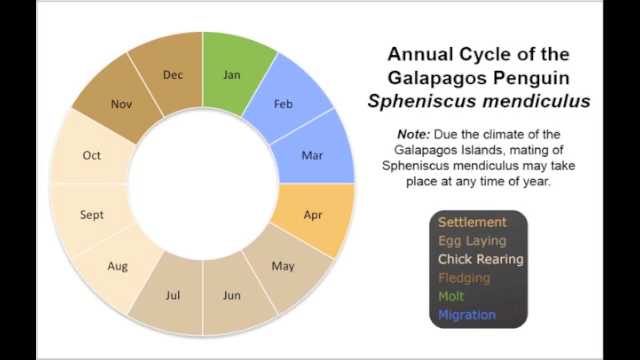 Annual Cycle of the
Galapagos Penguin
Spheniscus mendiculus
Note: Due the climate of the
Galapagos Islands, mating of
Spheniscus mendiculus may take
place at any time of year.
Jan
Feb
Mar
Apr
May
Jun
Jul
Aug
Sept
Oct
Nov
Dec
Settlement
Egg Laying
Chick Rearing
Fledging
Molt
Migration